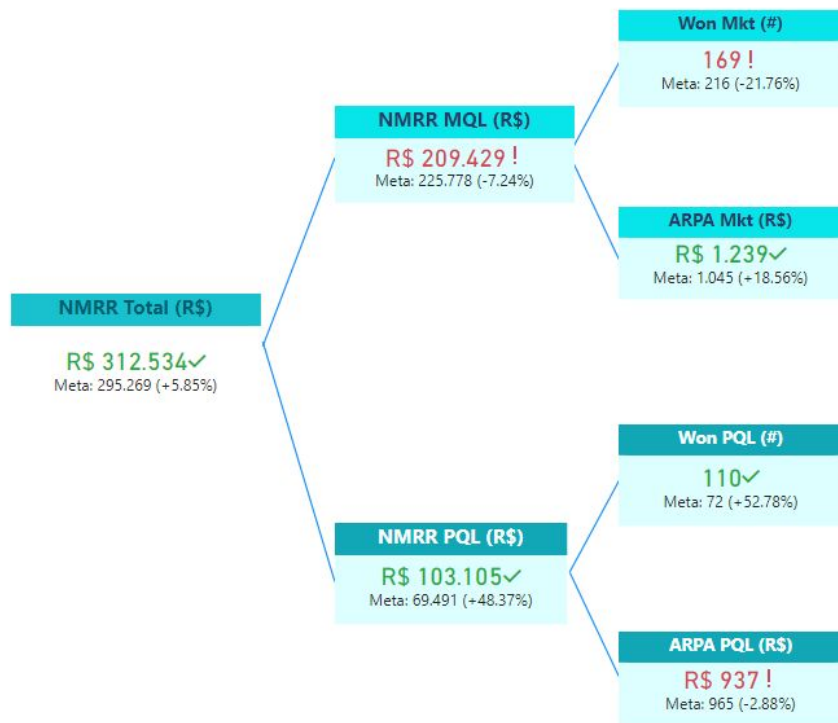 NMRR Total (R$)
R$ 312.534✓
Meta: 295.269 (+5.85%)
NMRR MQL (R$)
R$ 209.429 !
Meta: 225.778 (-7.24%)
Won Mkt (#)
169 !
Meta: 216 (-21.76%)
ARPA Mkt (R$)
R$ 1.239✓
Meta: 1.045 (+18.56%)
NMRR PQL (R$)
R$ 103.105✓
Meta: 69.491 (+48.37%)
Won PQL (#)
110✓
Meta: 72 (+52.78%)
ARPA PQL (R$)
R$ 937 !
Meta: 965 (-2.88%)